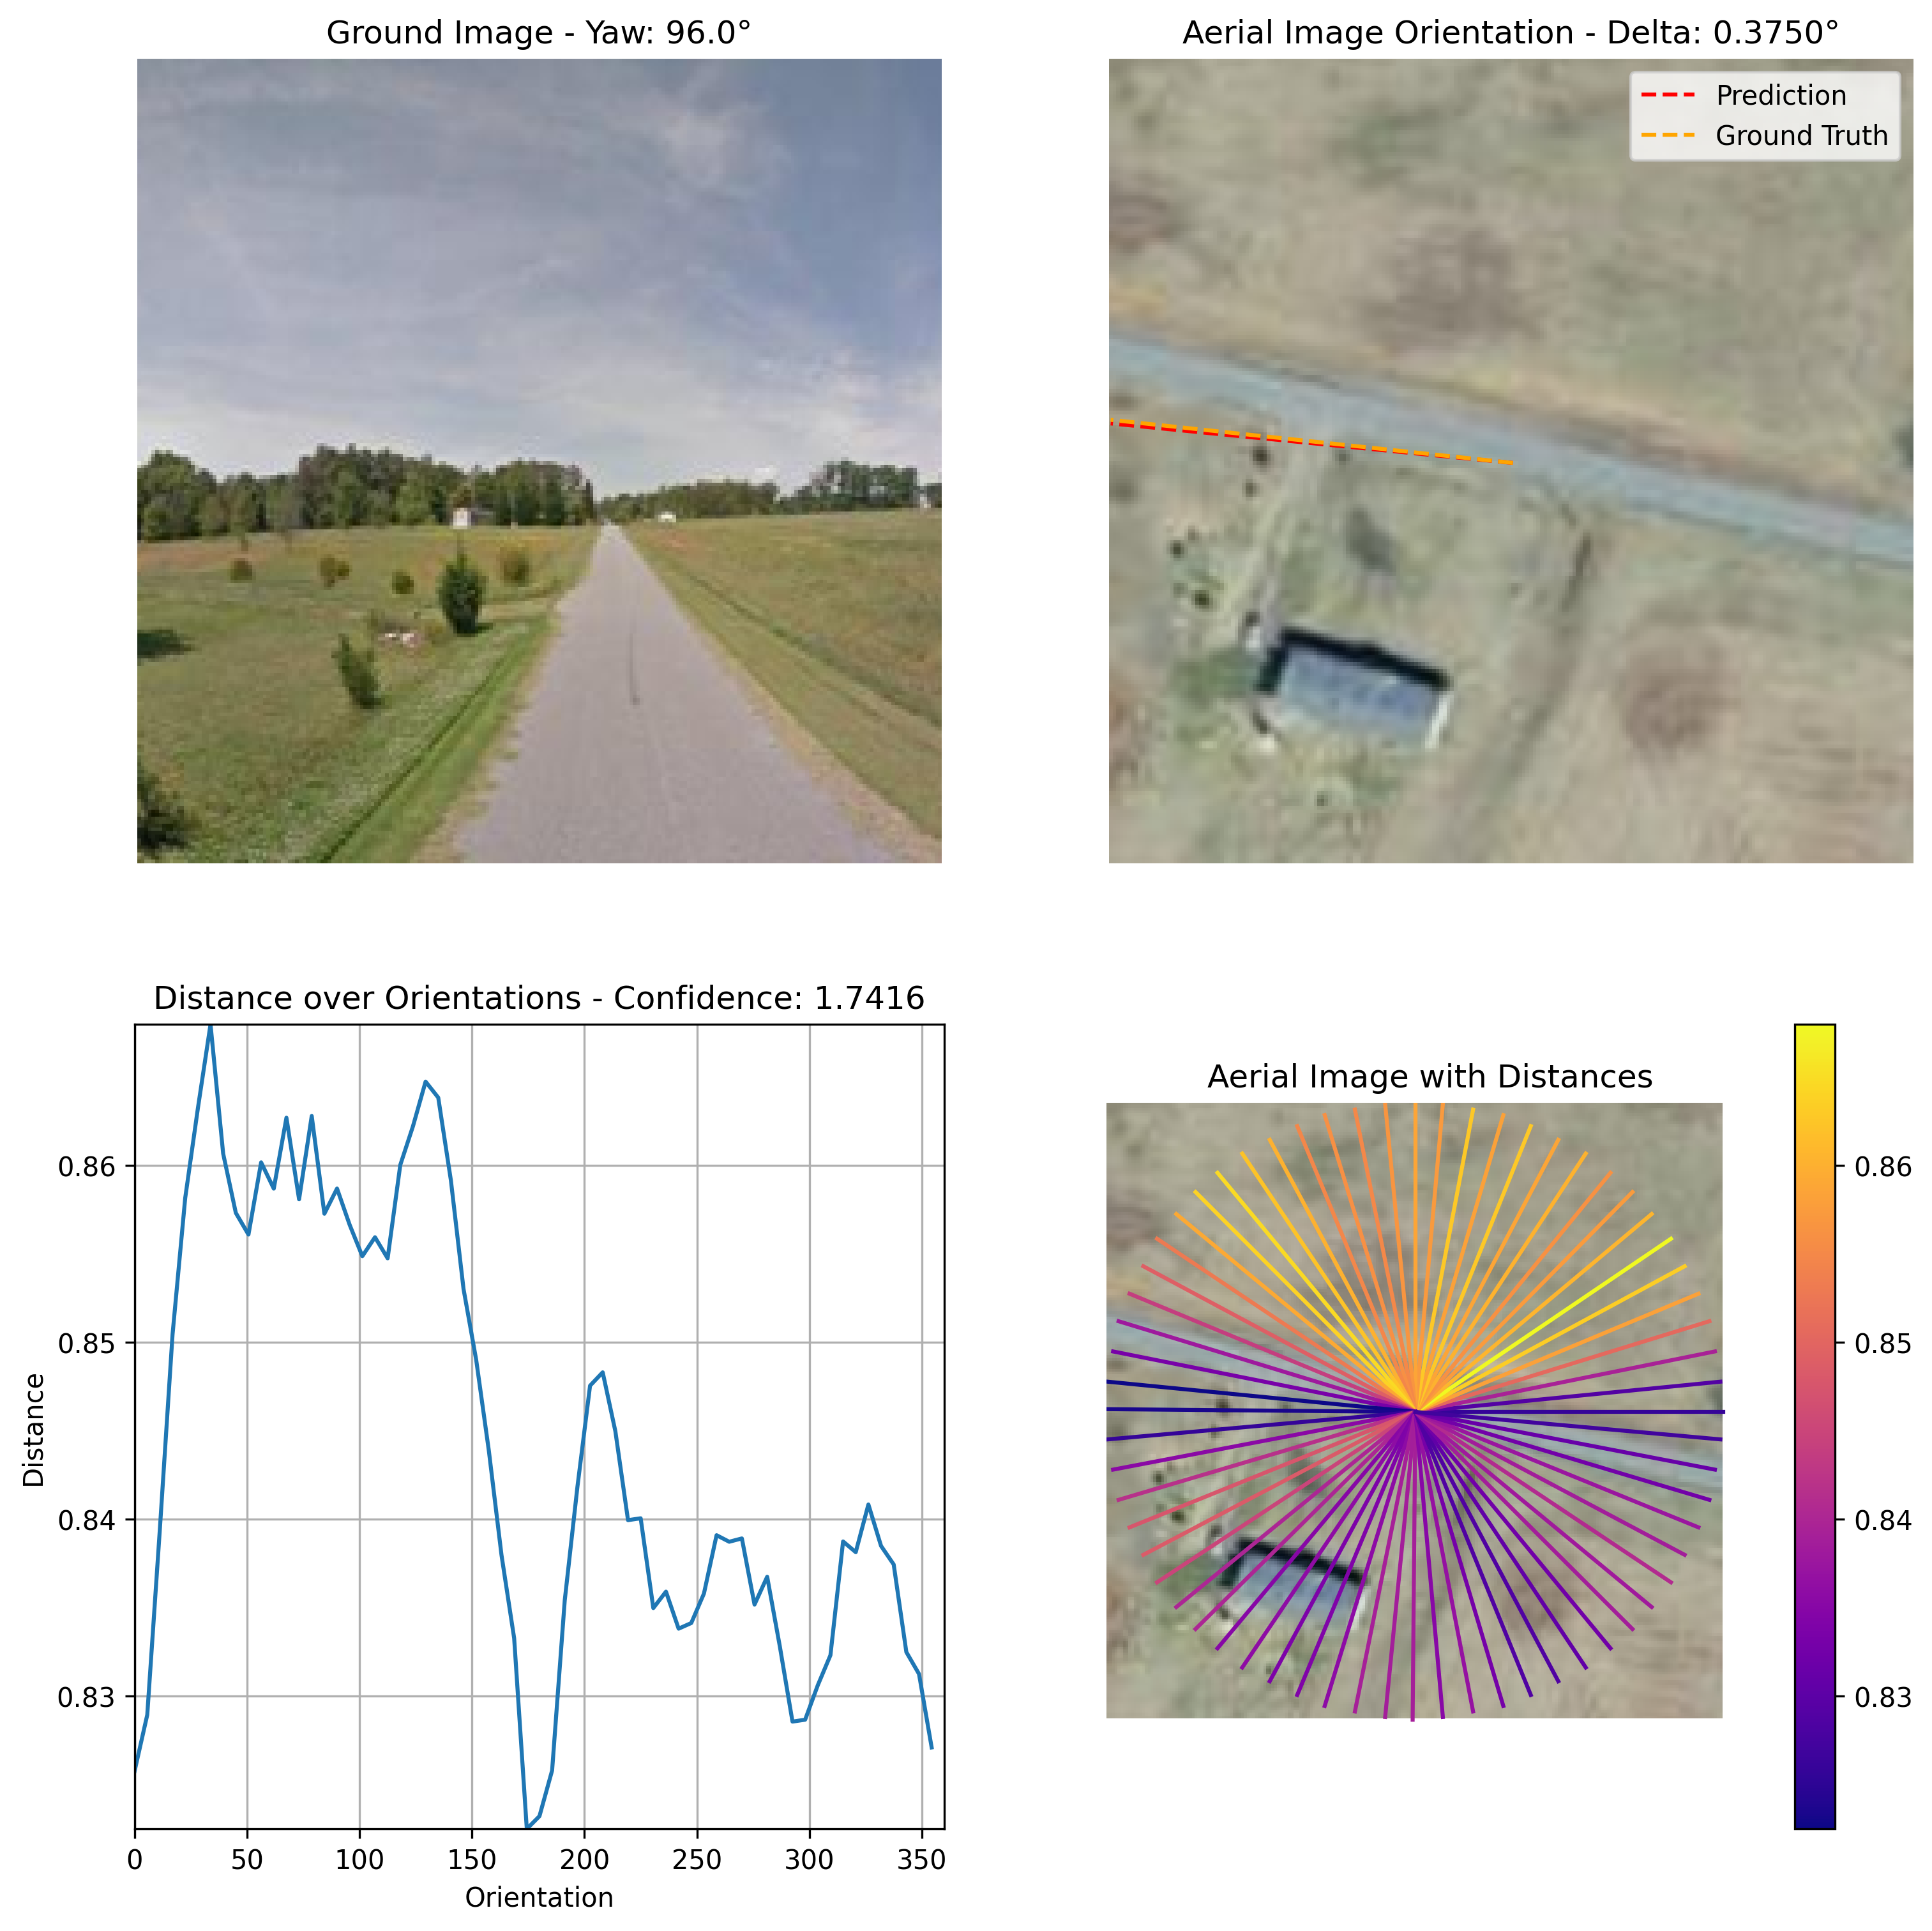 Ground Image - Yaw: 96.0°
Aerial Image Orientation - Delta: 0.3750°
Prediction
Ground Truth
Distance over Orientations - Confidence: 1.7416
Distance
0.86
0.85
0.84
0.83
0 50 100 150 200 250 300 350
Orientation
Aerial Image with Distances
0.86
0.85
0.84
0.83